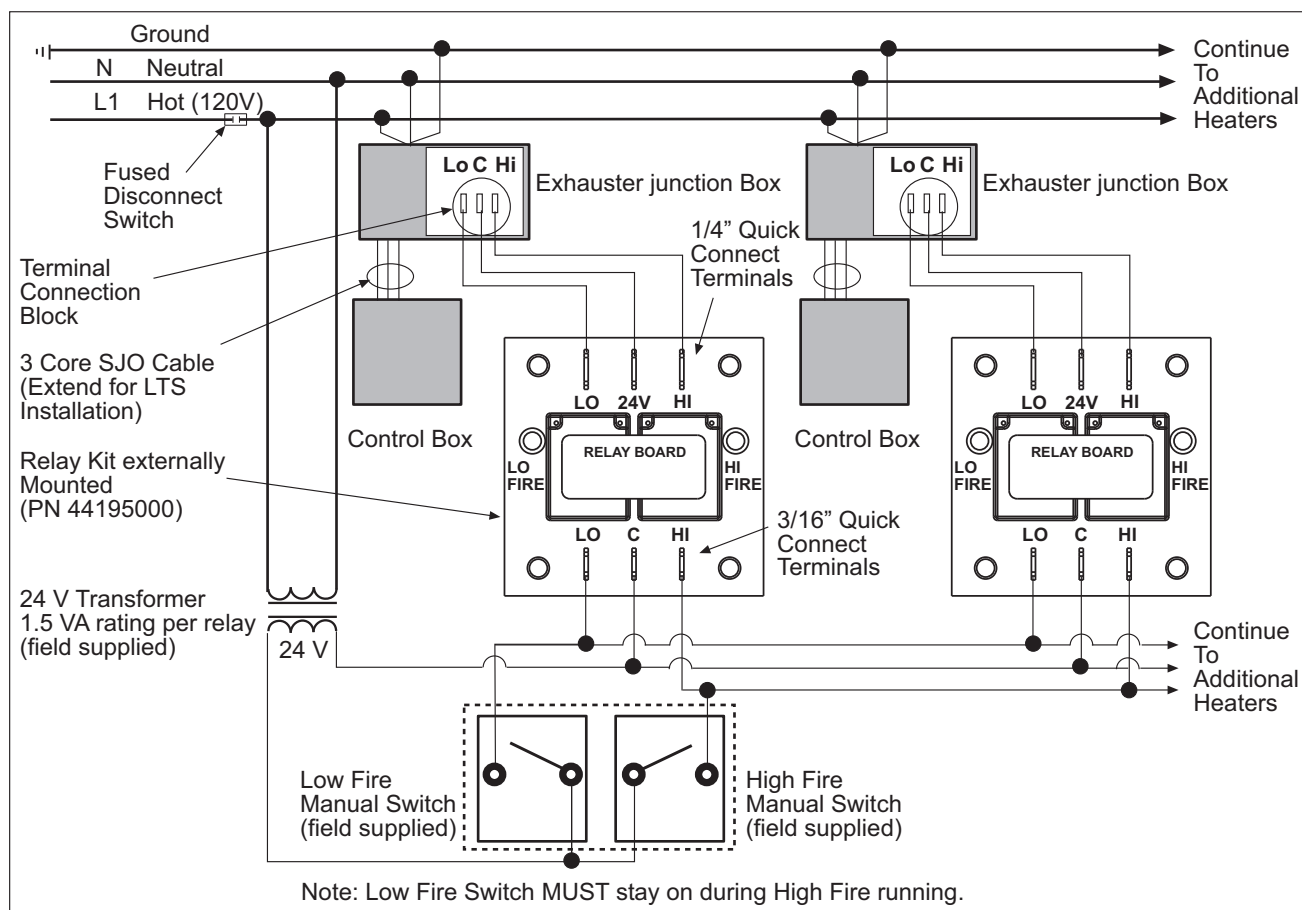 Ground
N Neutral
L1 Hot (120V)
Continue
To
Additional
Heaters
Fused
Disconnect
Switch
Lo C Hi
Exhauster junction Box
Lo C Hi
Exhauster junction Box
1/4” Quick
Connect
Terminals
Terminal
Connection
Block
3 Core SJO Cable
(Extend for LTS
Installation)
Control Box
Control Box
LO 24V HI
RELAY BOARD
LO
FIRE
HI
FIRE
LO C HI
LO 24V HI
RELAY BOARD
LO
FIRE
HI
FIRE
LO C HI
Relay Kit externally
Mounted
(PN 44195000)
3/16” Quick
Connect
Terminals
24 V Transformer
1.5 VA rating per relay
(field supplied)
24 V
Continue
To
Additional
Heaters
Low Fire
Manual Switch
(field supplied)
High Fire
Manual Switch
(field supplied)
Note: Low Fire Switch MUST stay on during High Fire running.